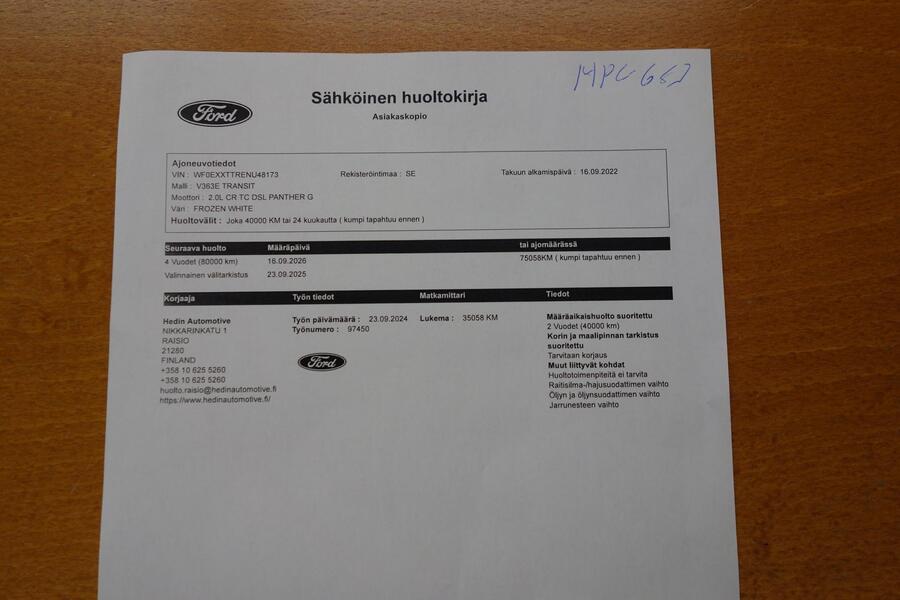 Sähköinen huoltokirja
Asiakaskopio
Ford
Ajoneuvotiedot
VIN : WF0EXXTTRENU48173 Rekisteröintimaa : SE Takuun alkamispäivä : 16.09.2022
Malli : V363E TRANSIT
Moottori : 2.0L CR TC DSL PANTHER G
Väri : FROZEN WHITE
Huoltovälit : Joka 40000 KM tai 24 kuukautta ( kumpi tapahtuu ennen )
Seuraava huolto Määräpäivä tai ajomäärässä
4 Vuodet (80000 km) 16.09.2026 75058KM ( kumpi tapahtuu ennen )
Valinnainen välitarkistus 23.09.2025
Korjaaja Työn tiedot Matkamittari Tiedot
Hedin Automotive
NIKKARINKATU 1
RAISIO
21280
FINLAND
+358 10 625 5260
+358 10 625 5260
huolto.raisio@hedinautomotive.fi
https://www.hedinautomotive.fi/
Työn päivämäärä : 23.09.2024 Lukema : 35058 KM
Työnumero : 97450
Ford
Määräaikaishuolto suoritettu
2 Vuodet (40000 km)
Korin ja maalipinnan tarkistus
suoritettu
Tarvitaan korjaus
Muut liittyvät kohdat
Huoltotoimenpiteitä ei tarvita
Raitisilma-/hajusuodattimen vaihto
Öljyn ja öljynsuodattimen vaihto
Jarrunesteen vaihto